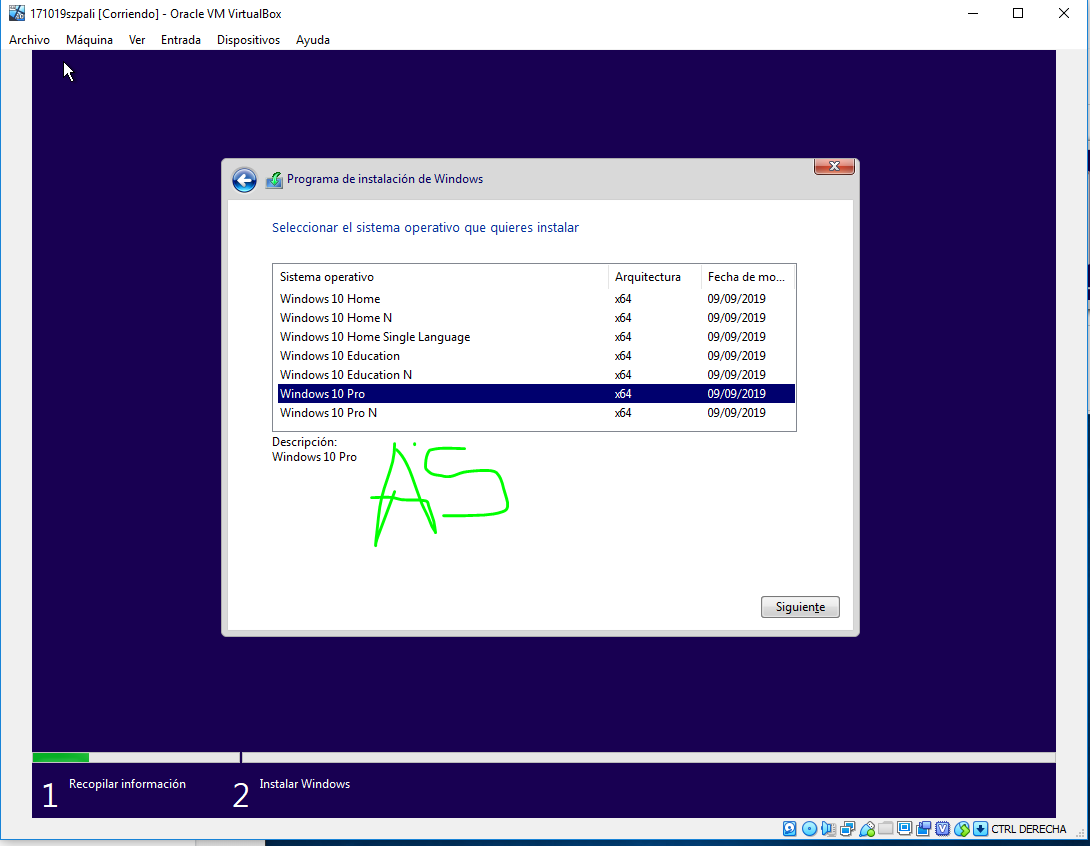 171019szpali [Corriendo] - Oracle VM VirtualBox
Archivo Máquina Ver Entrada Dispositivos Ayuda
Programa de instalación de Windows
Seleccionar el sistema operativo que quieres instalar
Sistema operativo Arquitectura Fecha de mo...
Windows 10 Home x64 09/09/2019
Windows 10 Home N x64 09/09/2019
Windows 10 Home Single Language x64 09/09/2019
Windows 10 Education x64 09/09/2019
Windows 10 Education N x64 09/09/2019
Windows 10 Pro x64 09/09/2019
Windows 10 Pro N x64 09/09/2019
Descripción:
Windows 10 Pro
AS
Siguiente
1 Recopilar información 2 Instalar Windows
CTRL DERECHA